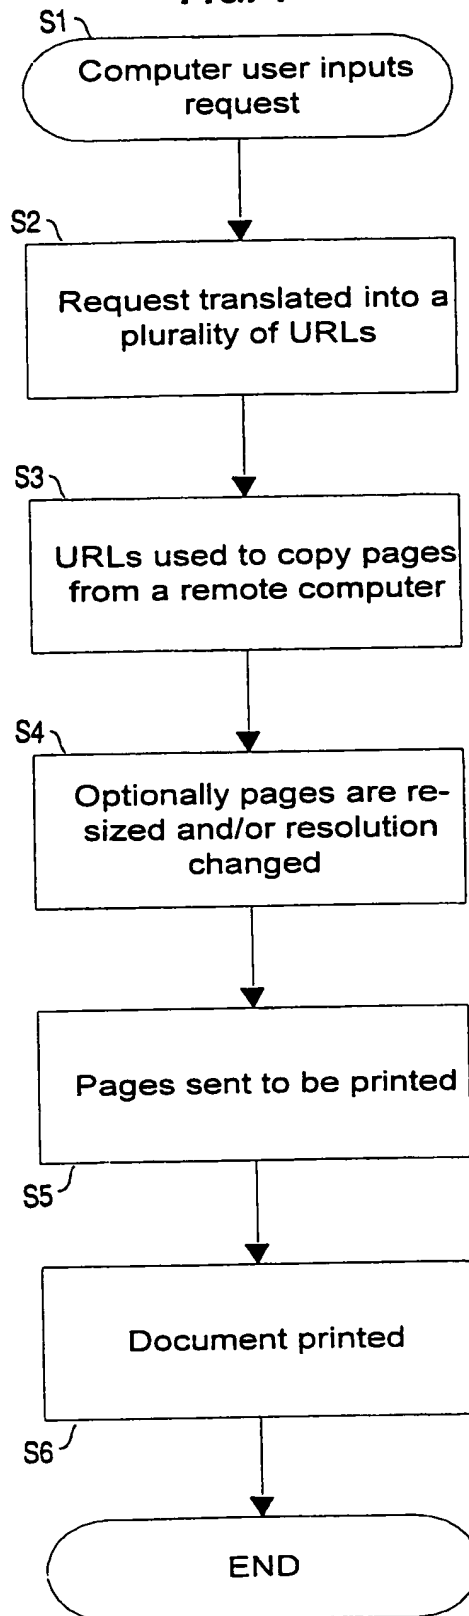 S1
Computer user inputs
request
S2
Request translated into a
plurality of URLs
S3
URLs used to copy pages
from a remote computer
S4
Optionally pages are re-
sized and/or resolution
changed
Pages sent to be printed
S5
Document printed
S6
END